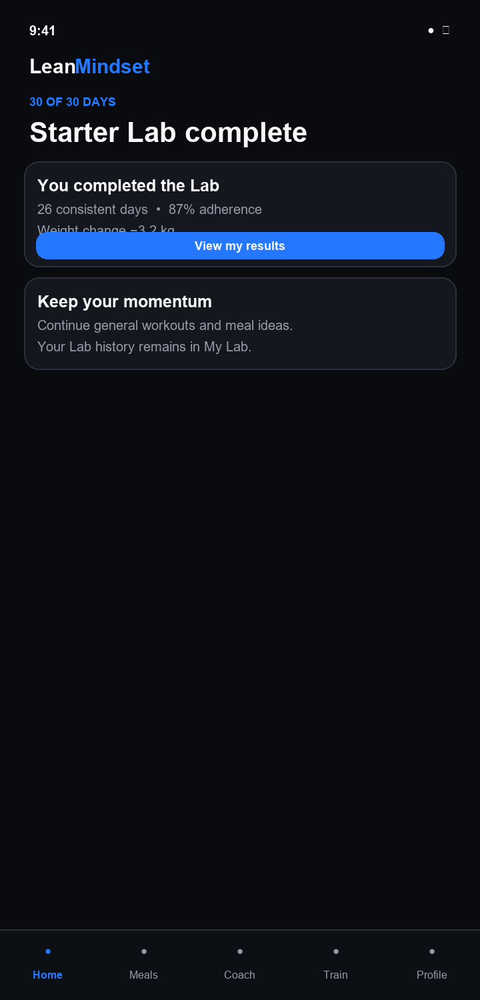 9:41
LeanMindset
30 OF 30 DAYS
Starter Lab complete
You completed the Lab
26 consistent days • 87% adherence
Weight change −3.2 kg
View my results
Keep your momentum
Continue general workouts and meal ideas.
Your Lab history remains in My Lab.
Home Meals Coach Train Profile